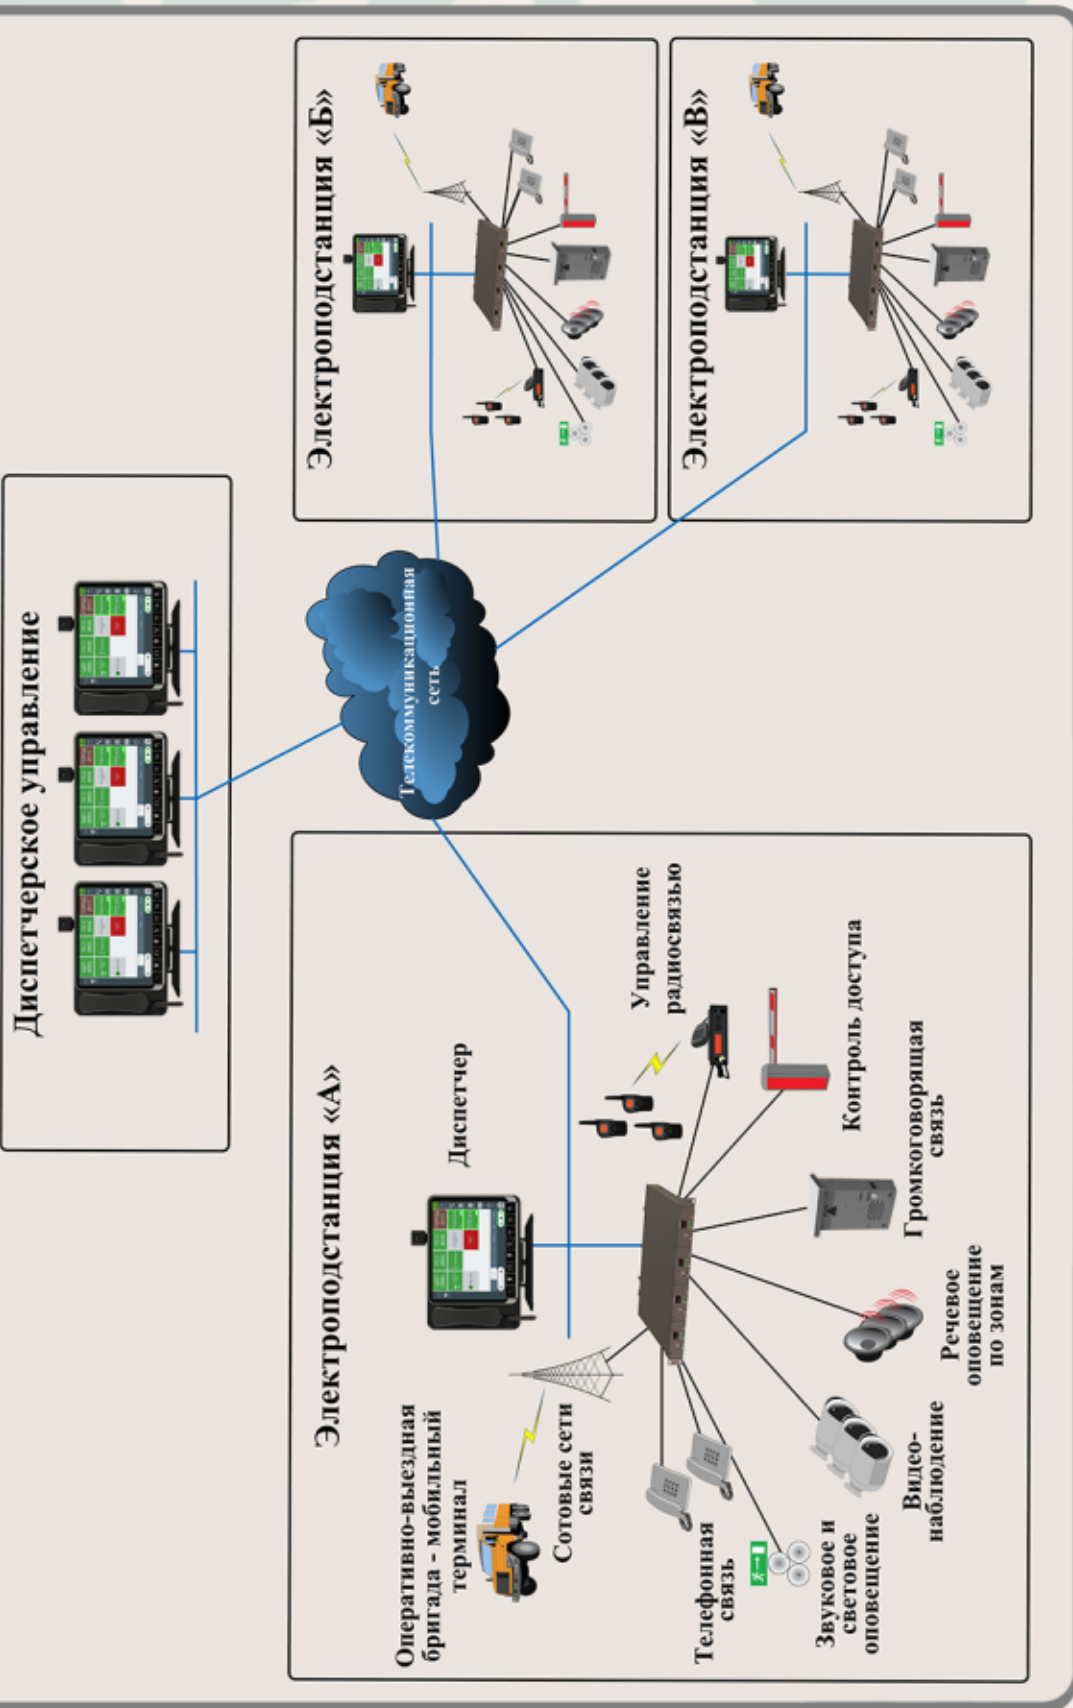 Диспетчерское управление
Электроподстанция «А»
Диспетчер
Оперативно-выездная
бригада - мобильный
терминал
Сотовые сети
связи
Управление
радиосвязью
Телефонная
связь
Звуковое и
световое
оповещение
Видео-
наблюдение
Речевое
оповещение
по зонам
Громкоговорящая
связь
Контроль доступа
Телекоммуникационная
сеть
Электроподстанция «Б»
Электроподстанция «В»